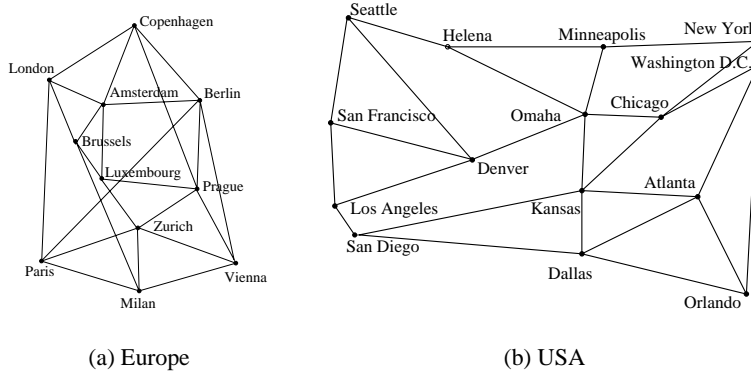 Copenhagen
London
Amsterdam
Berlin
Brussels
Luxembourg
Prague
Zurich
Paris
Vienna
Milan
(a) Europe
Seattle
Helena
Minneapolis
New York
Washington D.C.
San Francisco
Omaha
Chicago
Denver
Los Angeles
Kansas
Atlanta
San Diego
Dallas
Orlando
(b) USA